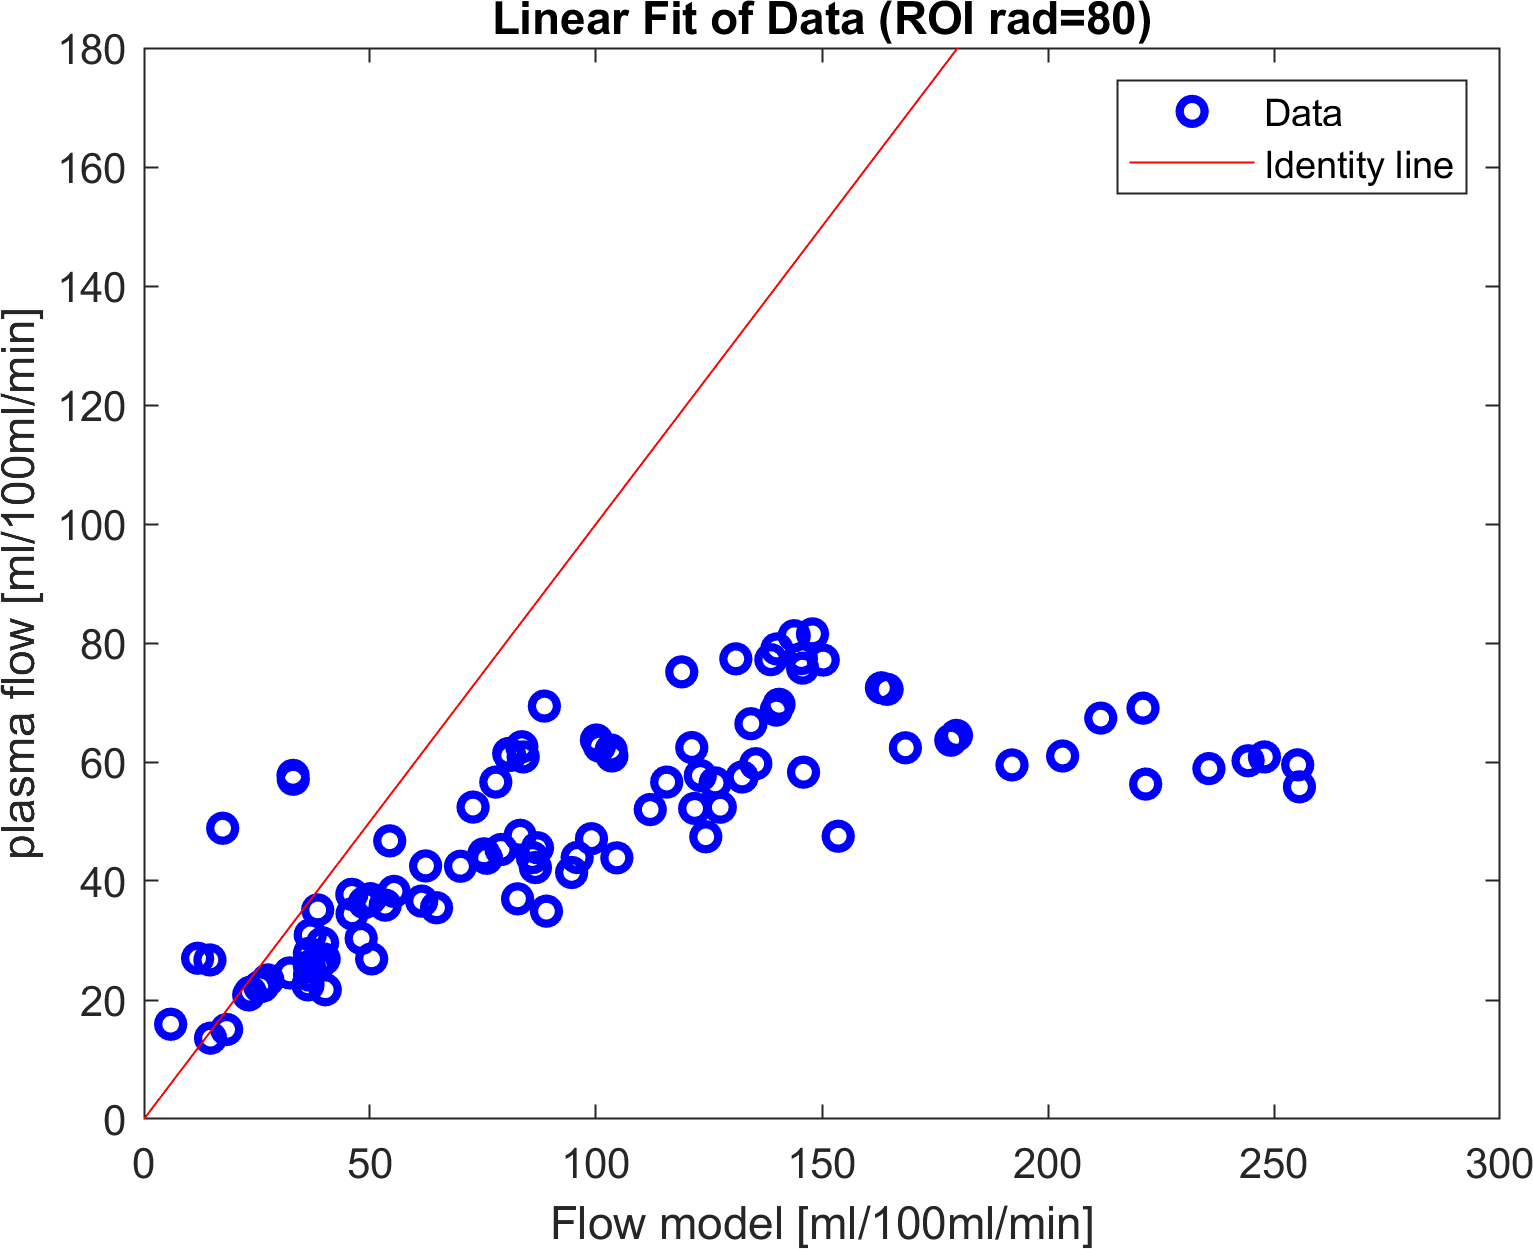 Linear Fit of Data (ROI rad=80)
180
160
140
120
100
80
60
40
20
0
plasma flow [ml/100ml/min]
Data
Identity line
0 50 100 150 200 250 300
Flow model [ml/100ml/min]